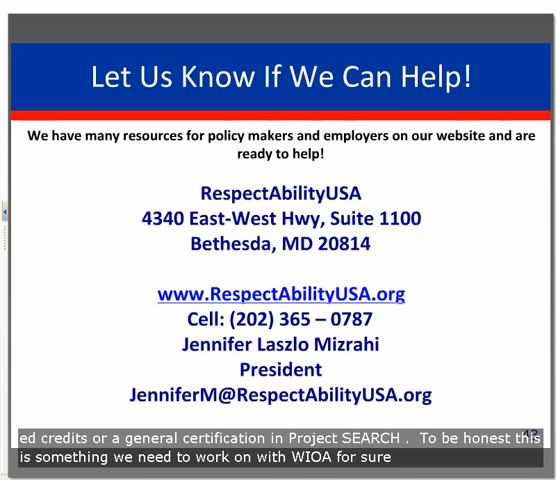 Let Us Know If We Can Help!
We have many resources for policy makers and employers on our website and are
ready to help!
RespectAbilityUSA
4340 East-West Hwy, Suite 1100
Bethesda, MD 20814
www.RespectAbilityUSA.org
Cell: (202) 365 – 0787
Jennifer Laszlo Mizrahi
President
JenniferM@RespectAbilityUSA.org
ed credits or a general certification in Project SEARCH .  To be honest this
is something we need to work on with WIOA for sure